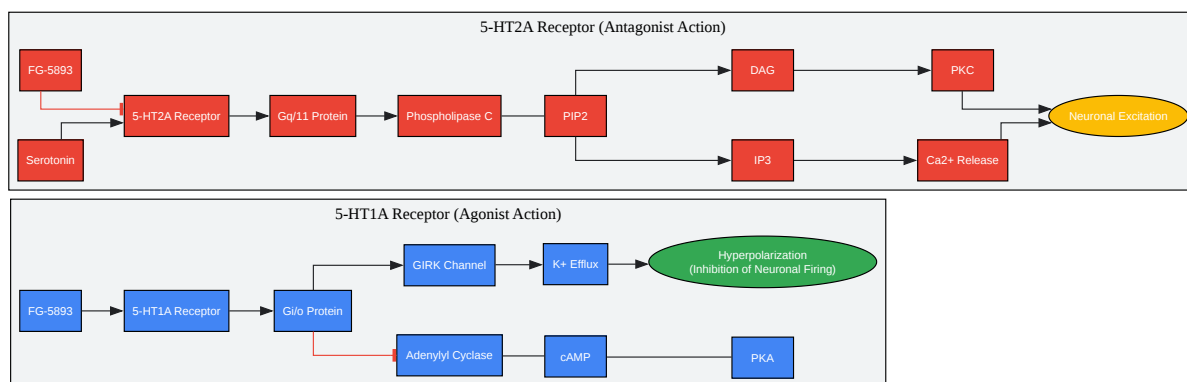 5-HT2A Receptor (Antagonist Action)
FG-5893
DAG
PKC
5-HT2A Receptor
Gq/11 Protein
Phospholipase C
PIP2
Neuronal Excitation
Serotonin
IP3
Ca2+ Release
5-HT1A Receptor (Agonist Action)
GIRK Channel
K+ Efflux
Hyperpolarization
(Inhibition of Neuronal Firing)
FG-5893
5-HT1A Receptor
Gi/o Protein
Adenylyl Cyclase
cAMP
PKA